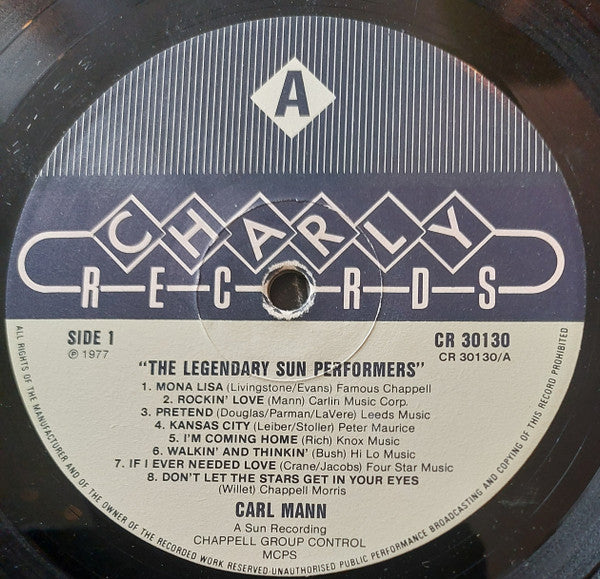 A
CHARLY
RECORDS
SIDE 1
℗ 1977
CR 30130
CR 30130/A
"THE LEGENDARY SUN PERFORMERS"
1. MONA LISA (Livingstone/Evans) Famous Chappell
2. ROCKIN' LOVE (Mann) Carlin Music Corp.
3. PRETEND (Douglas/Parman/LaVere) Leeds Music
4. KANSAS CITY (Leiber/Stoller) Peter Maurice
5. I'M COMING HOME (Rich) Knox Music
6. WALKIN' AND THINKIN' (Bush) Hi Lo Music
7. IF I EVER NEEDED LOVE (Crane/Jacobs) Four Star Music
8. DON'T LET THE STARS GET IN YOUR EYES
(Willet) Chappell Morris
CARL MANN
A Sun Recording
CHAPPELL GROUP CONTROL
MCPS
ALL RIGHTS OF THE MANUFACTURER AND OF THE OWNER OF THE RECORDED WORK RESERVED-UNAUTHORISED PUBLIC PERFORMANCE BROADCASTING AND COPYING OF THIS RECORD PROHIBITED